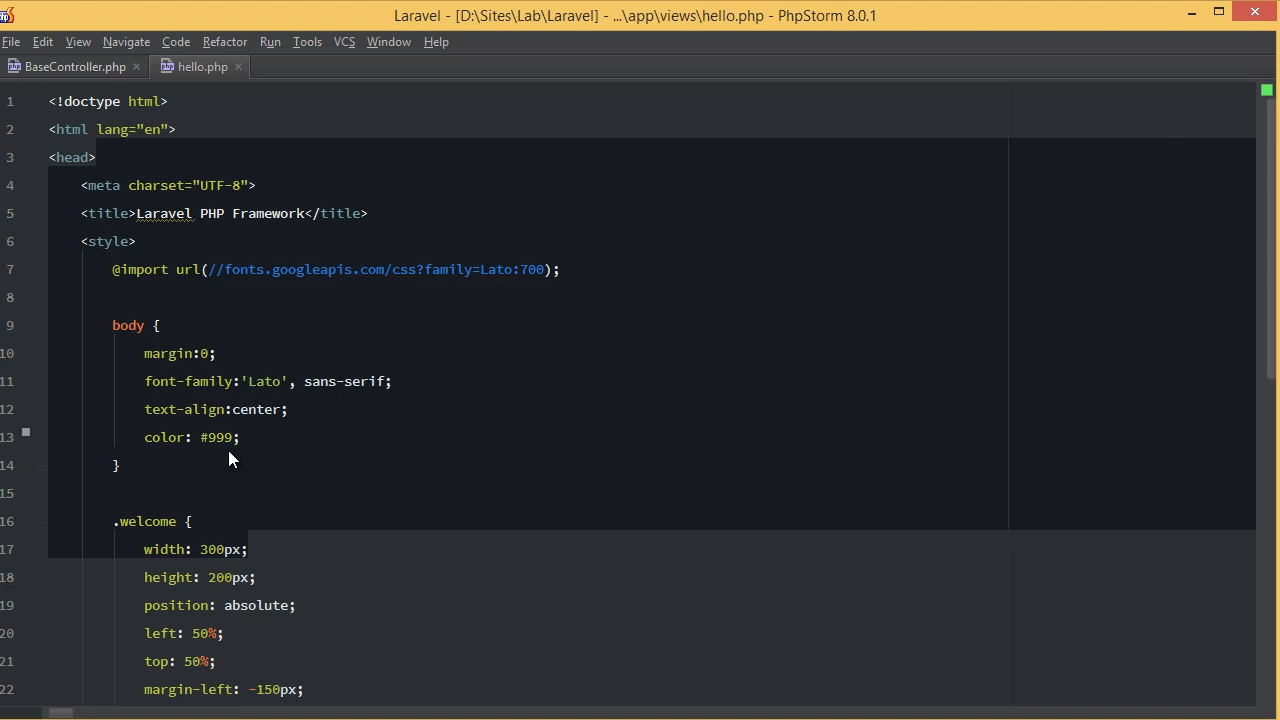 Laravel - [D:\Sites\Lab\Laravel] - ...\app\views\hello.php - PhpStorm 8.0.1
File Edit View Navigate Code Refactor Run Tools VCS Window Help
BaseController.php hello.php
1 <!doctype html>
2 <html lang="en">
3 <head>
4 <meta charset="UTF-8">
5 <title>Laravel PHP Framework</title>
6 <style>
7 @import url(//fonts.googleapis.com/css?family=Lato:700);
8
9 body {
10 margin:0;
11 font-family:'Lato', sans-serif;
12 text-align:center;
13 color: #999;
14 }
15
16 .welcome {
17 width: 300px;
18 height: 200px;
19 position: absolute;
20 left: 50%;
21 top: 50%;
22 margin-left: -150px;